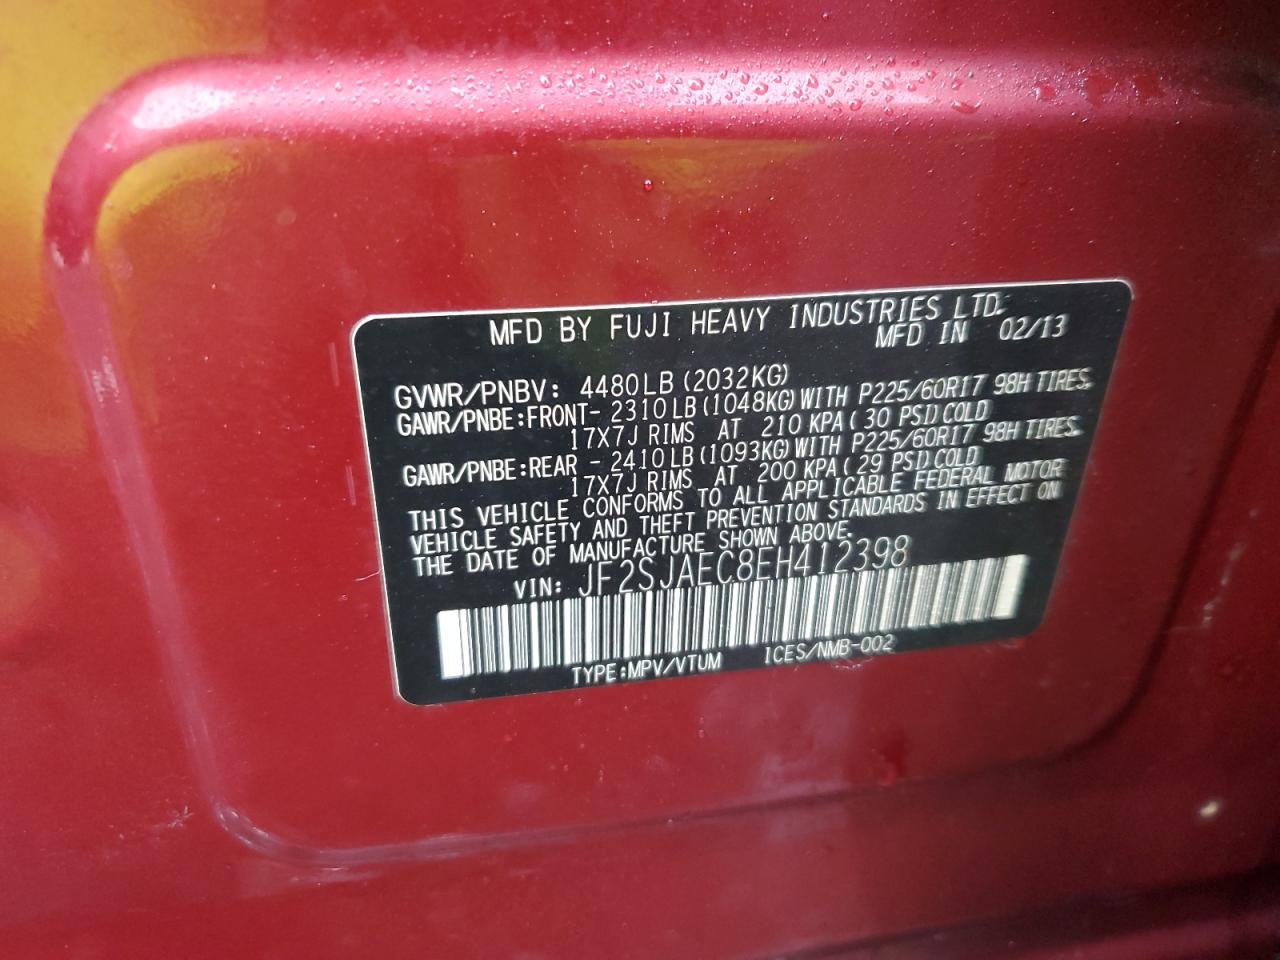 MFD BY FUJI HEAVY INDUSTRIES LTD.
MFD IN 02/13
GVWR/PNBV: 4480LB (2032KG)
GAWR/PNBE:FRONT- 2310LB (1048KG) WITH P225/60R17 98H TIRES.
17X7J RIMS AT 210 KPA ( 30 PSI) COLD
GAWR/PNBE:REAR - 2410LB (1093KG) WITH P225/60R17 98H TIRES.
17X7J RIMS AT 200 KPA ( 29 PSI) COLD
THIS VEHICLE CONFORMS TO ALL APPLICABLE FEDERAL MOTOR
VEHICLE SAFETY AND THEFT PREVENTION STANDARDS IN EFFECT ON
THE DATE OF MANUFACTURE SHOWN ABOVE.
VIN: JF2SJAEC8EH412398
TYPE:MPV/VTUM ICES/NMB-002